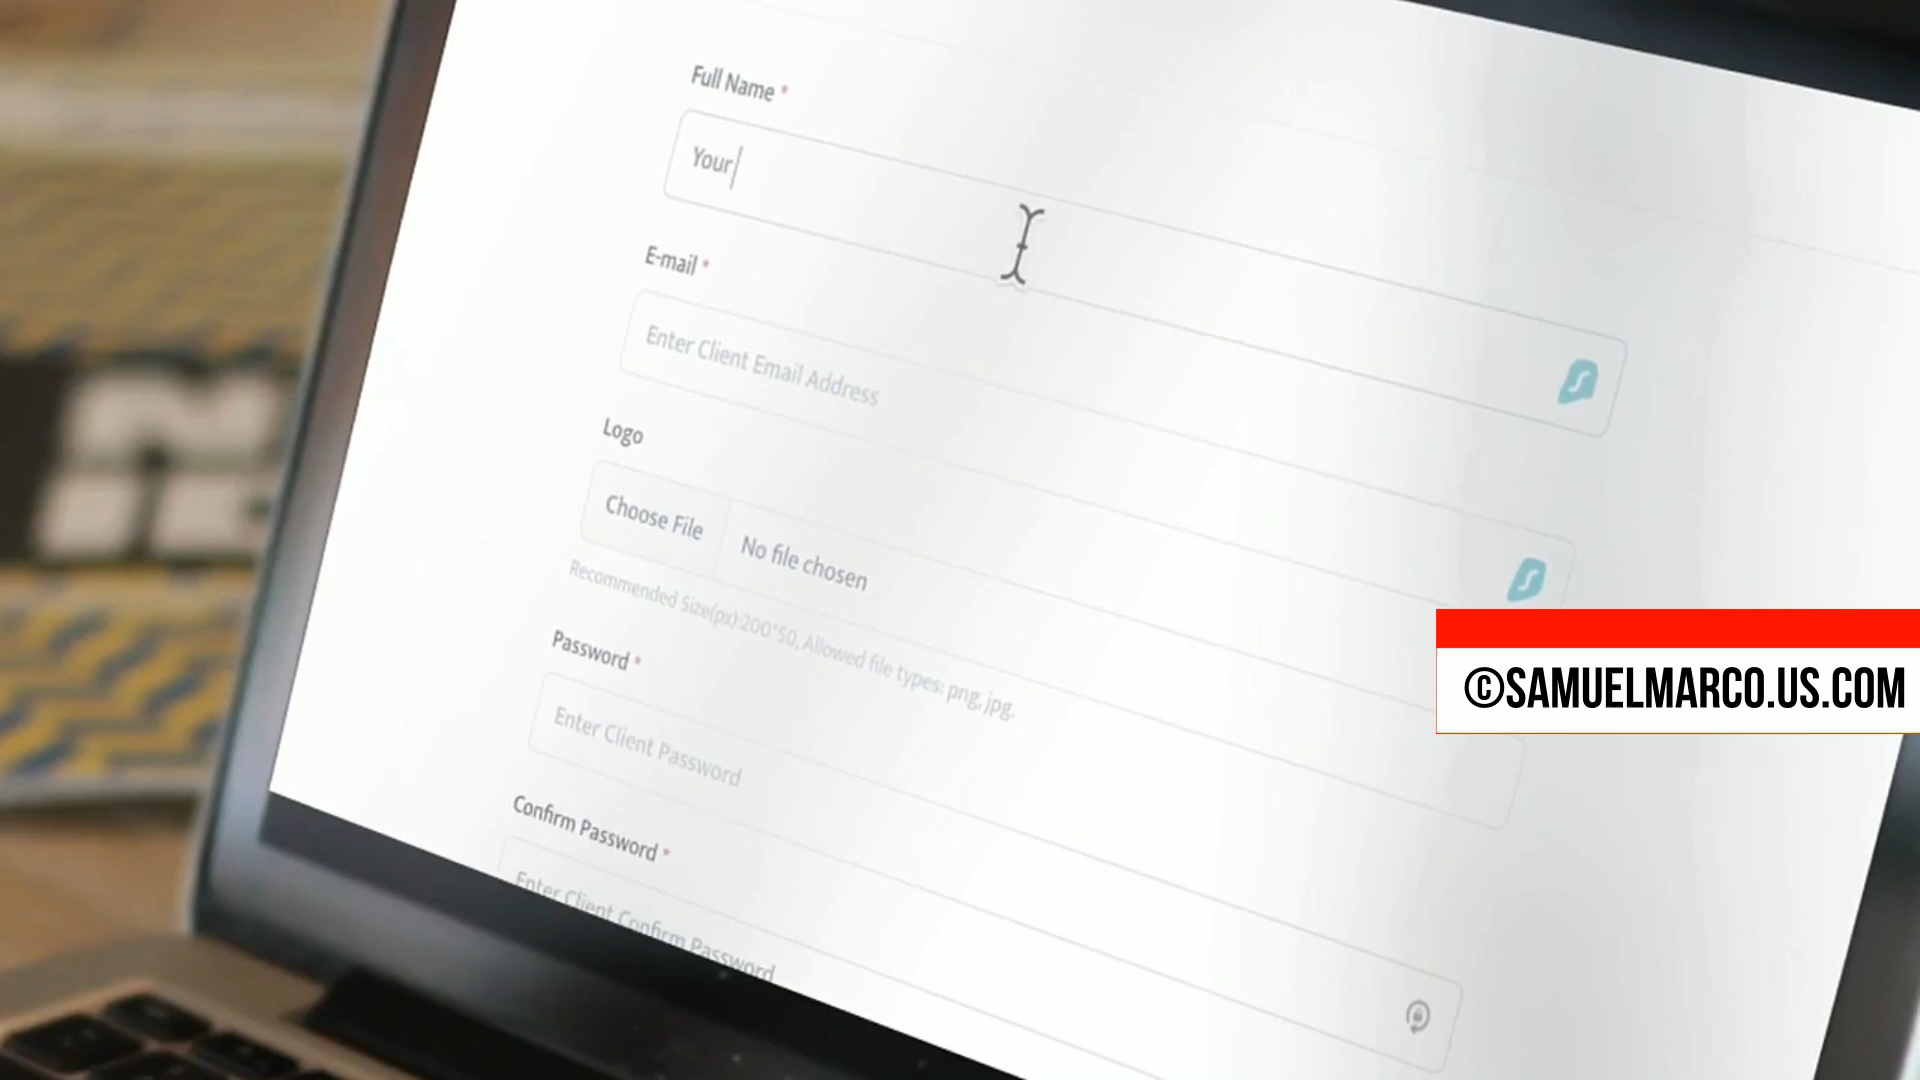 Full Name *
Your
E-mail *
Enter Client Email Address
Logo
Choose File
No file chosen
Recommended Size(px):200*50, Allowed file types: png, jpg.
Password *
Enter Client Password
Confirm Password *
Enter Client Confirm Password
©SAMUELMARCO.US.COM